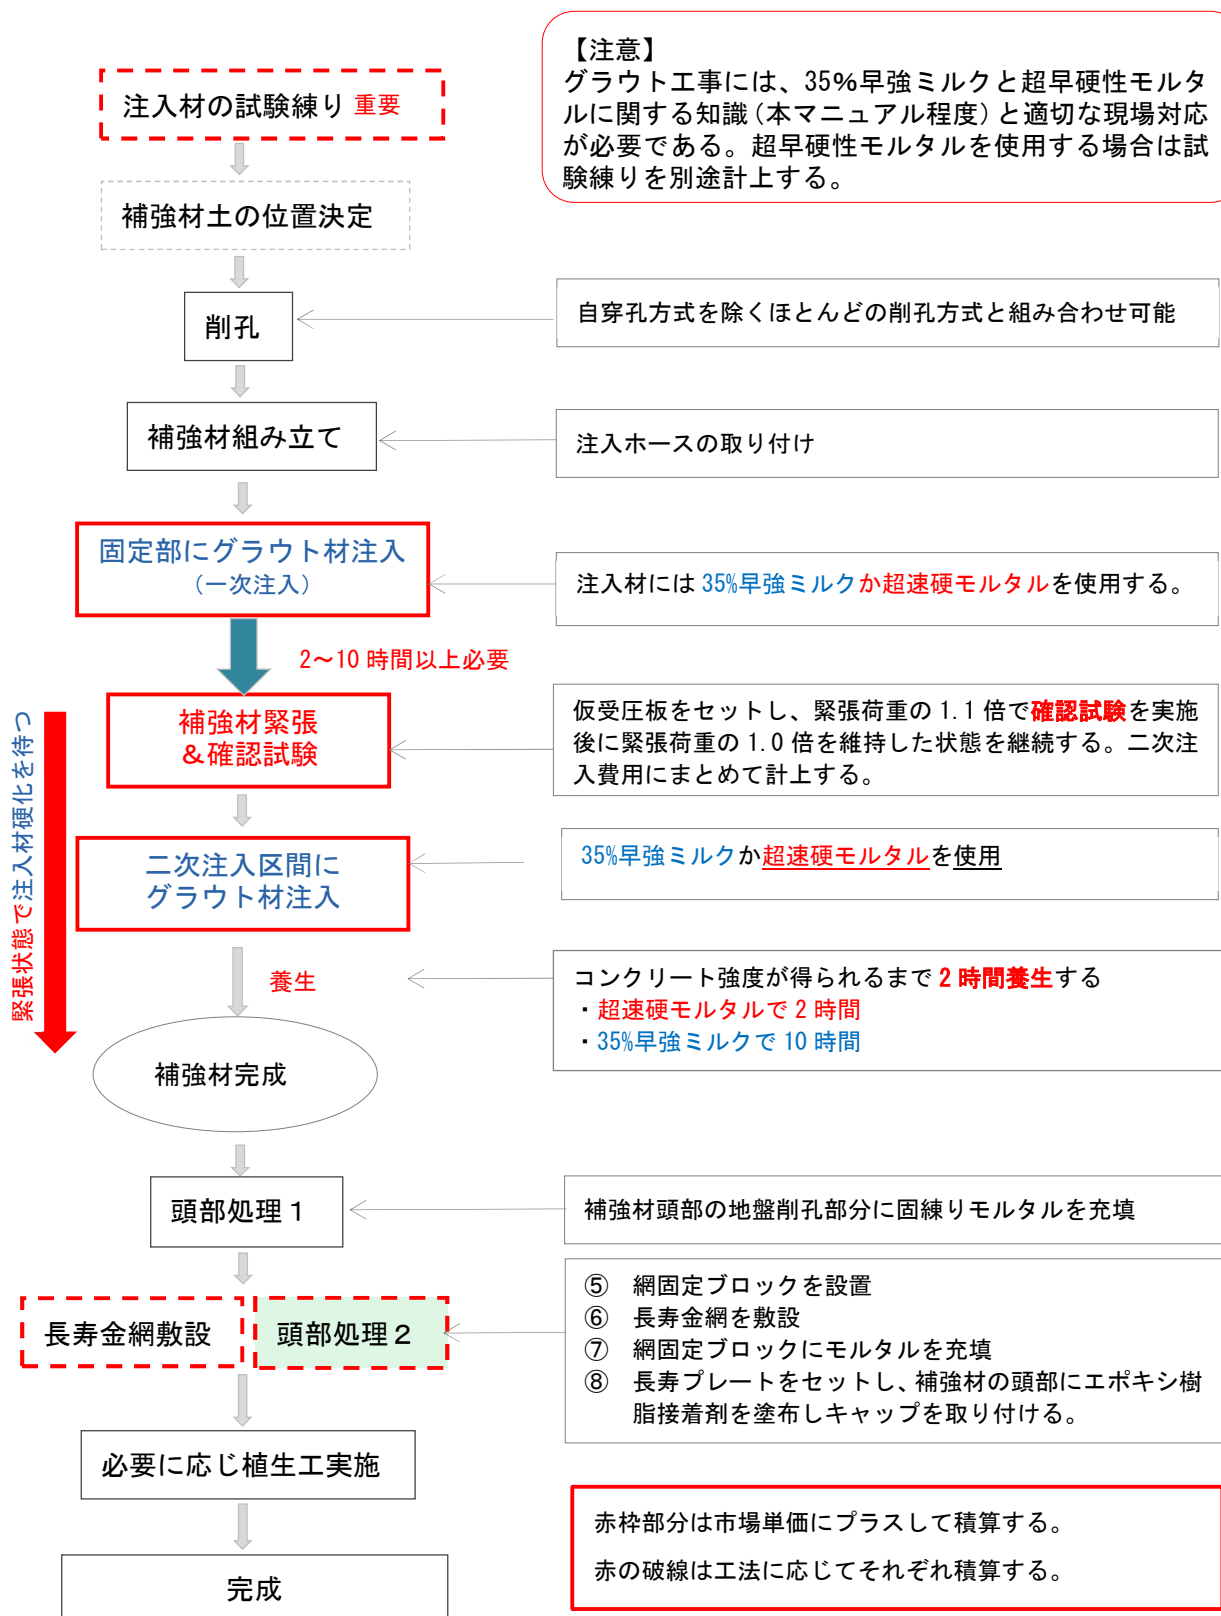 【注意】
グラウト工事には、35%早強ミルクと超早硬性モルタ
ルに関する知識(本マニュアル程度)と適切な現場対応
が必要である。超早硬性モルタルを使用する場合は試
験練りを別途計上する。
注入材の試験練り 重要
補強材土の位置決定
削孔
自穿孔方式を除くほとんどの削孔方式と組み合わせ可能
補強材組み立て
注入ホースの取り付け
固定部にグラウト材注入
(一次注入)
注入材には 35%早強ミルクか超速硬モルタルを使用する。
2～10 時間以上必要
補強材緊張
＆確認試験
仮受圧板をセットし、緊張荷重の 1.1 倍で確認試験を実施
後に緊張荷重の 1.0 倍を維持した状態を継続する。二次注
入費用にまとめて計上する。
緊張状態で注入材硬化を待つ
二次注入区間に
グラウト材注入
35%早強ミルクか超速硬モルタルを使用
養生
コンクリート強度が得られるまで 2 時間養生する
・超速硬モルタルで 2 時間
・35%早強ミルクで 10 時間
補強材完成
頭部処理１
補強材頭部の地盤削孔部分に固練りモルタルを充填
長寿金網敷設
頭部処理２
⑤ 網固定ブロックを設置
⑥ 長寿金網を敷設
⑦ 網固定ブロックにモルタルを充填
⑧ 長寿プレートをセットし、補強材の頭部にエポキシ樹
脂接着剤を塗布しキャップを取り付ける。
必要に応じ植生工実施
完成
赤枠部分は市場単価にプラスして積算する。
赤の破線は工法に応じてそれぞれ積算する。